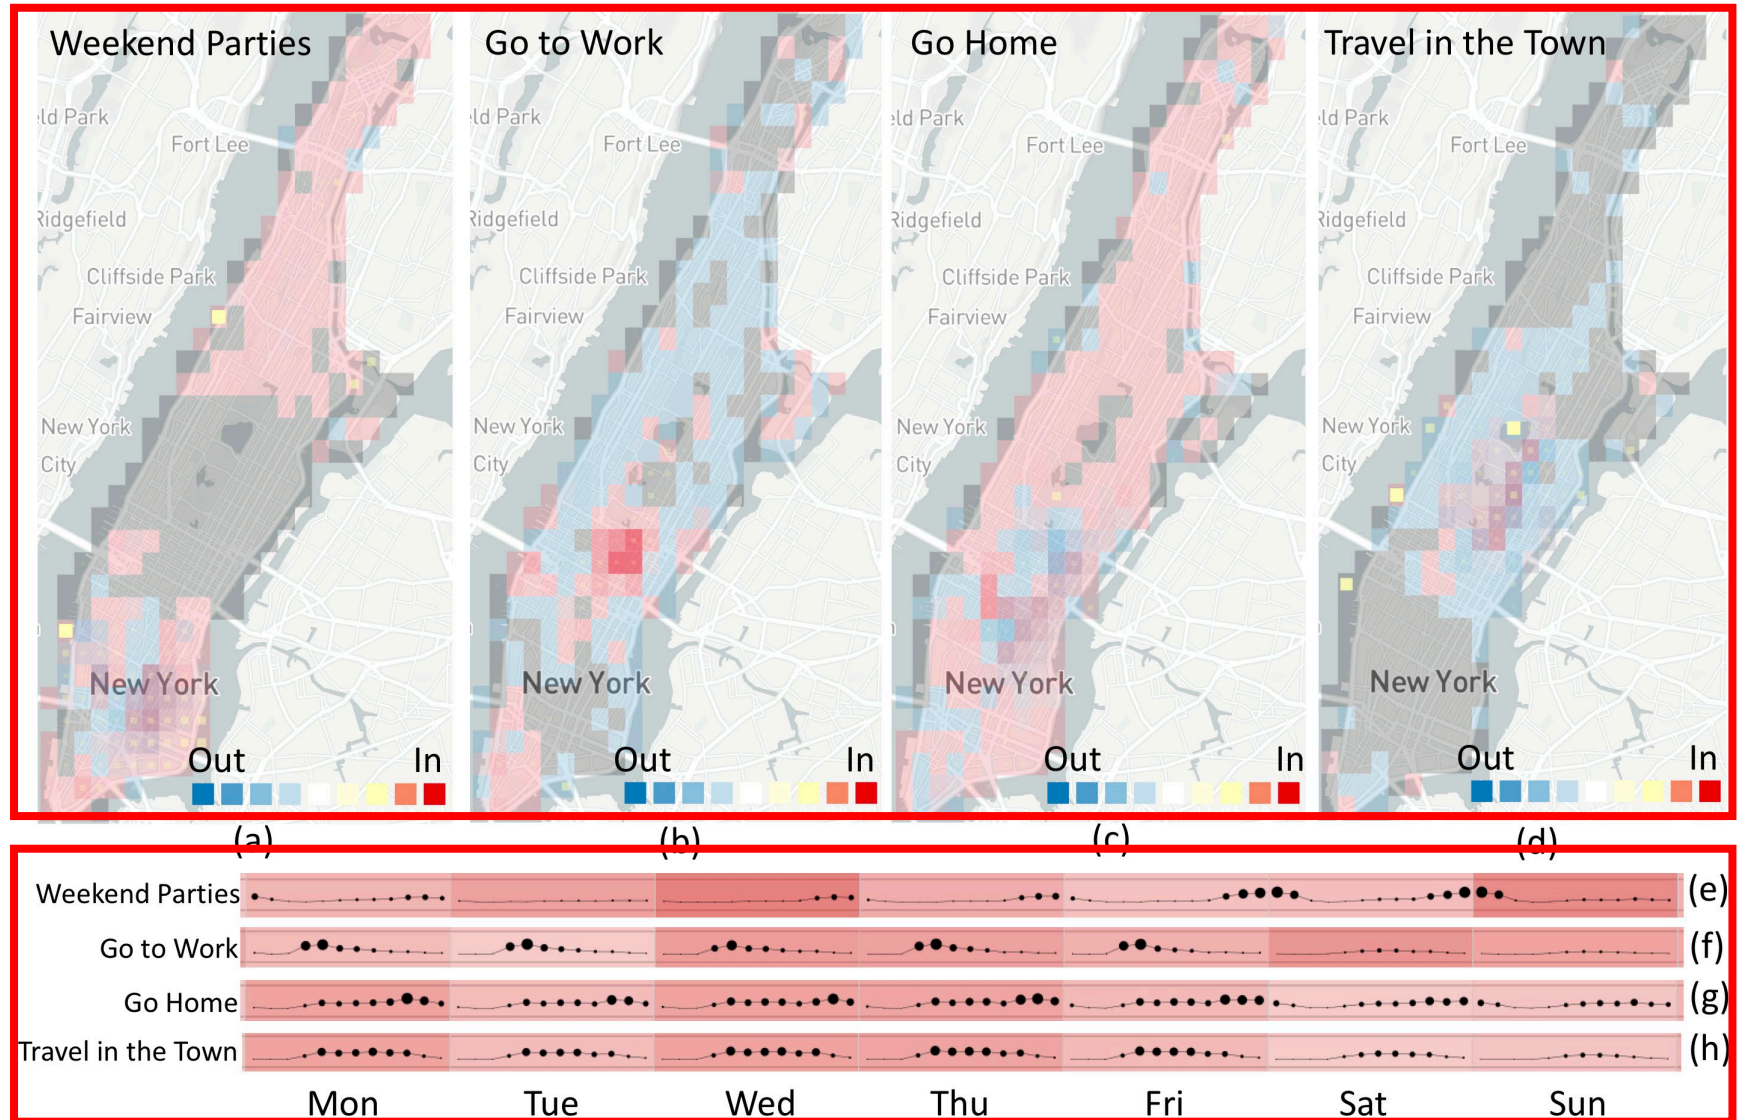 Weekend Parties
Go to Work
Go Home
Travel in the Town
eld Park
Fort Lee
Ridgefield
Cliffside Park
Fairview
New York
City
New York
Out In
eld Park
Fort Lee
Ridgefield
Cliffside Park
Fairview
New York
City
New York
Out In
eld Park
Fort Lee
Ridgefield
Cliffside Park
Fairview
New York
City
New York
Out In
eld Park
Fort Lee
Ridgefield
Cliffside Park
Fairview
New York
City
New York
Out In
(a) (b) (c) (d)
Weekend Parties (e)
Go to Work (f)
Go Home (g)
Travel in the Town (h)
Mon Tue Wed Thu Fri Sat Sun